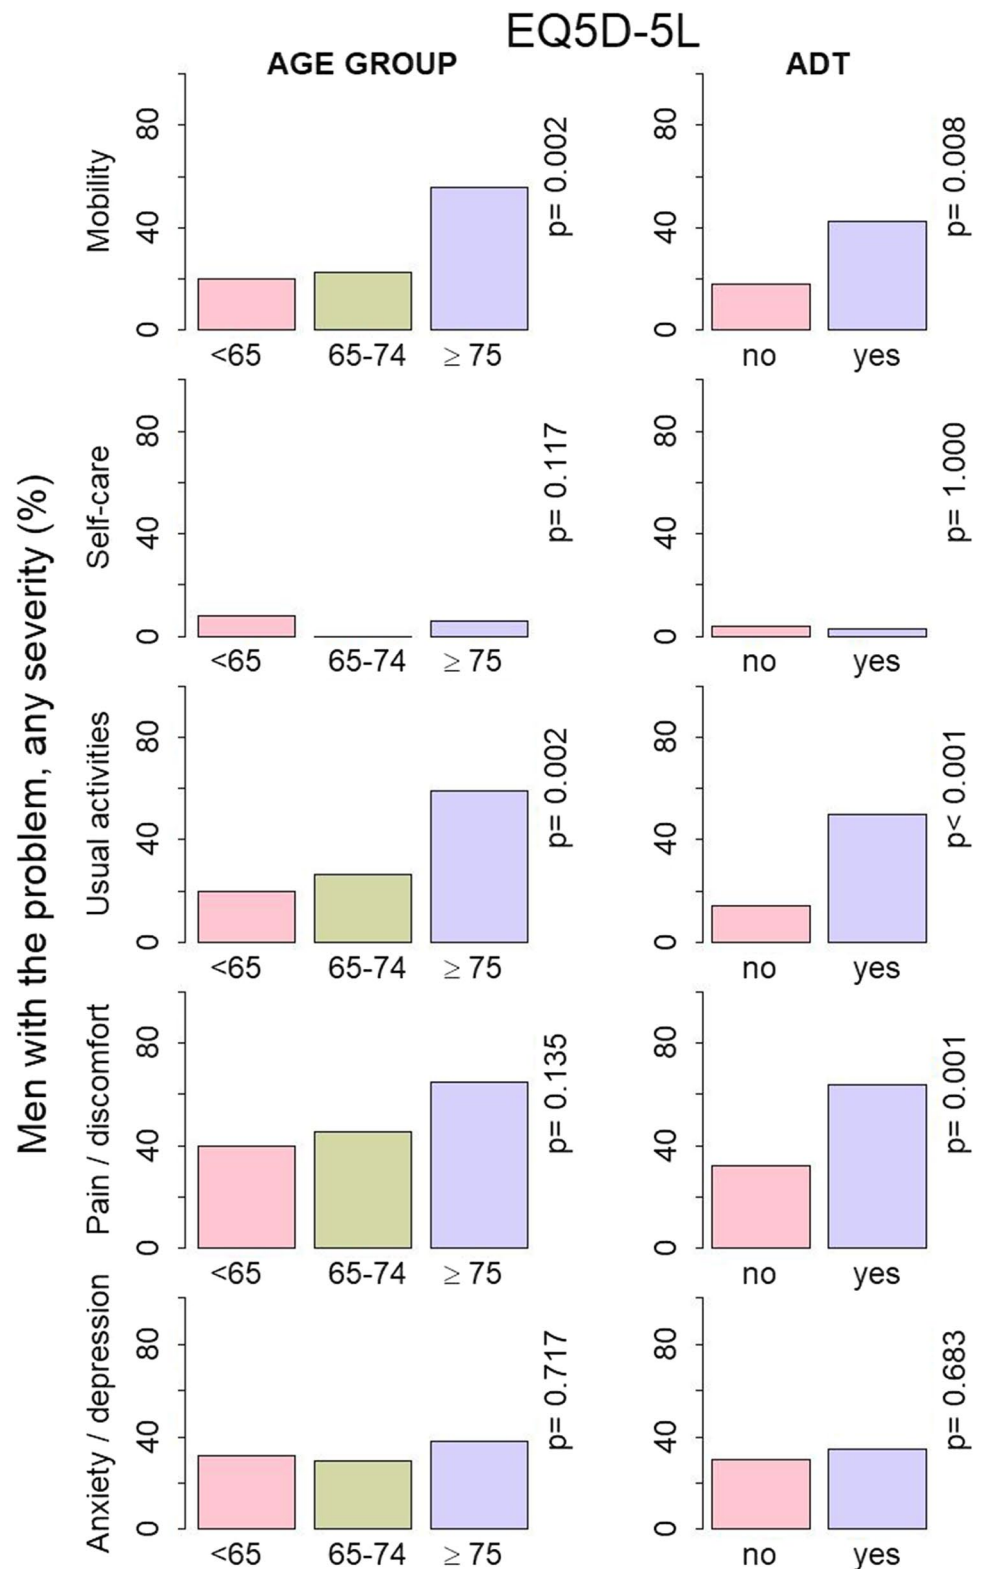 EQ5D-5L
AGE GROUP
ADT
Men with the problem, any severity (%)
Mobility
80
40
0
<65
65-74
≥ 75
p= 0.002
80
40
0
no
yes
p= 0.008
Self-care
80
40
0
<65
65-74
≥ 75
p= 0.117
80
40
0
no
yes
p= 1.000
Usual activities
80
40
0
<65
65-74
≥ 75
p= 0.002
80
40
0
no
yes
p< 0.001
Pain / discomfort
80
40
0
<65
65-74
≥ 75
p= 0.135
80
40
0
no
yes
p= 0.001
Anxiety / depression
80
40
0
<65
65-74
≥ 75
p= 0.717
80
40
0
no
yes
p= 0.683